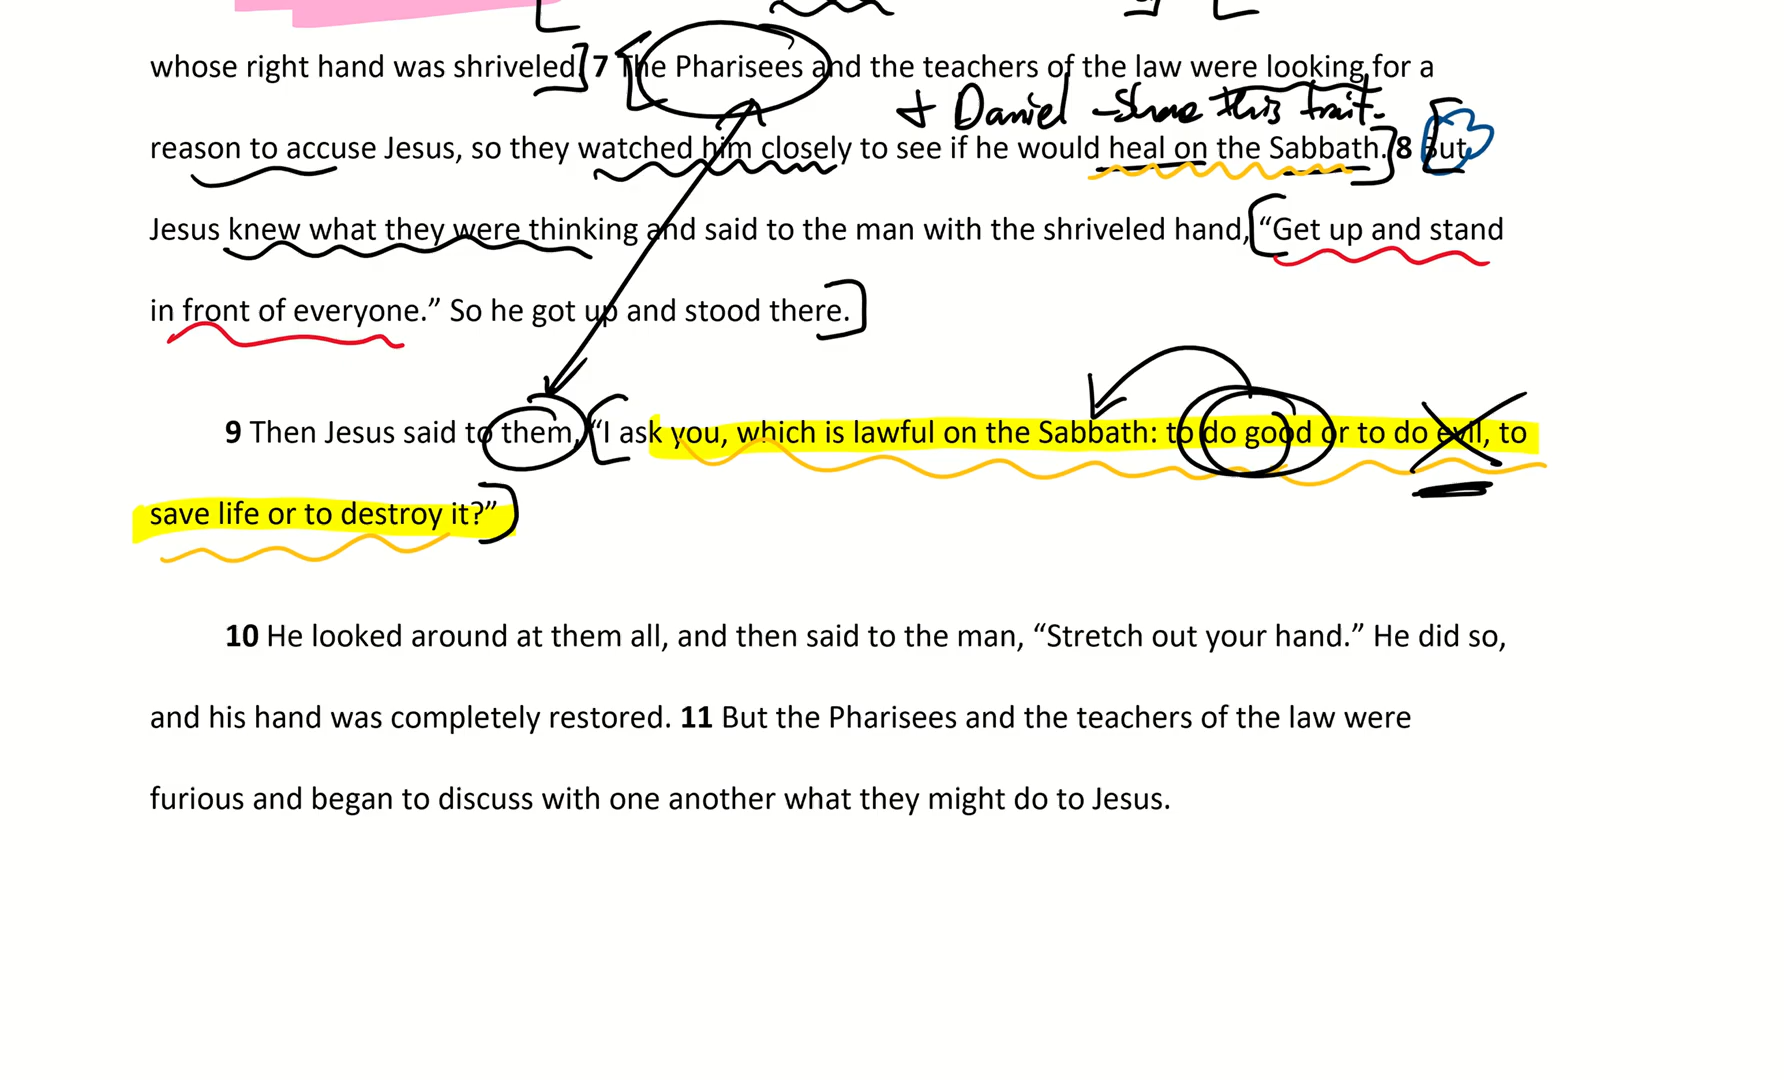 whose right hand was shriveled. 7 The Pharisees and the teachers of the law were looking for a
+ Daniel - share this trait.
reason to accuse Jesus, so they watched him closely to see if he would heal on the Sabbath. 8 But
Jesus knew what they were thinking and said to the man with the shriveled hand, “Get up and stand
in front of everyone.” So he got up and stood there.
9 Then Jesus said to them, “I ask you, which is lawful on the Sabbath: to do good or to do evil, to
save life or to destroy it?”
10 He looked around at them all, and then said to the man, “Stretch out your hand.” He did so,
and his hand was completely restored. 11 But the Pharisees and the teachers of the law were
furious and began to discuss with one another what they might do to Jesus.